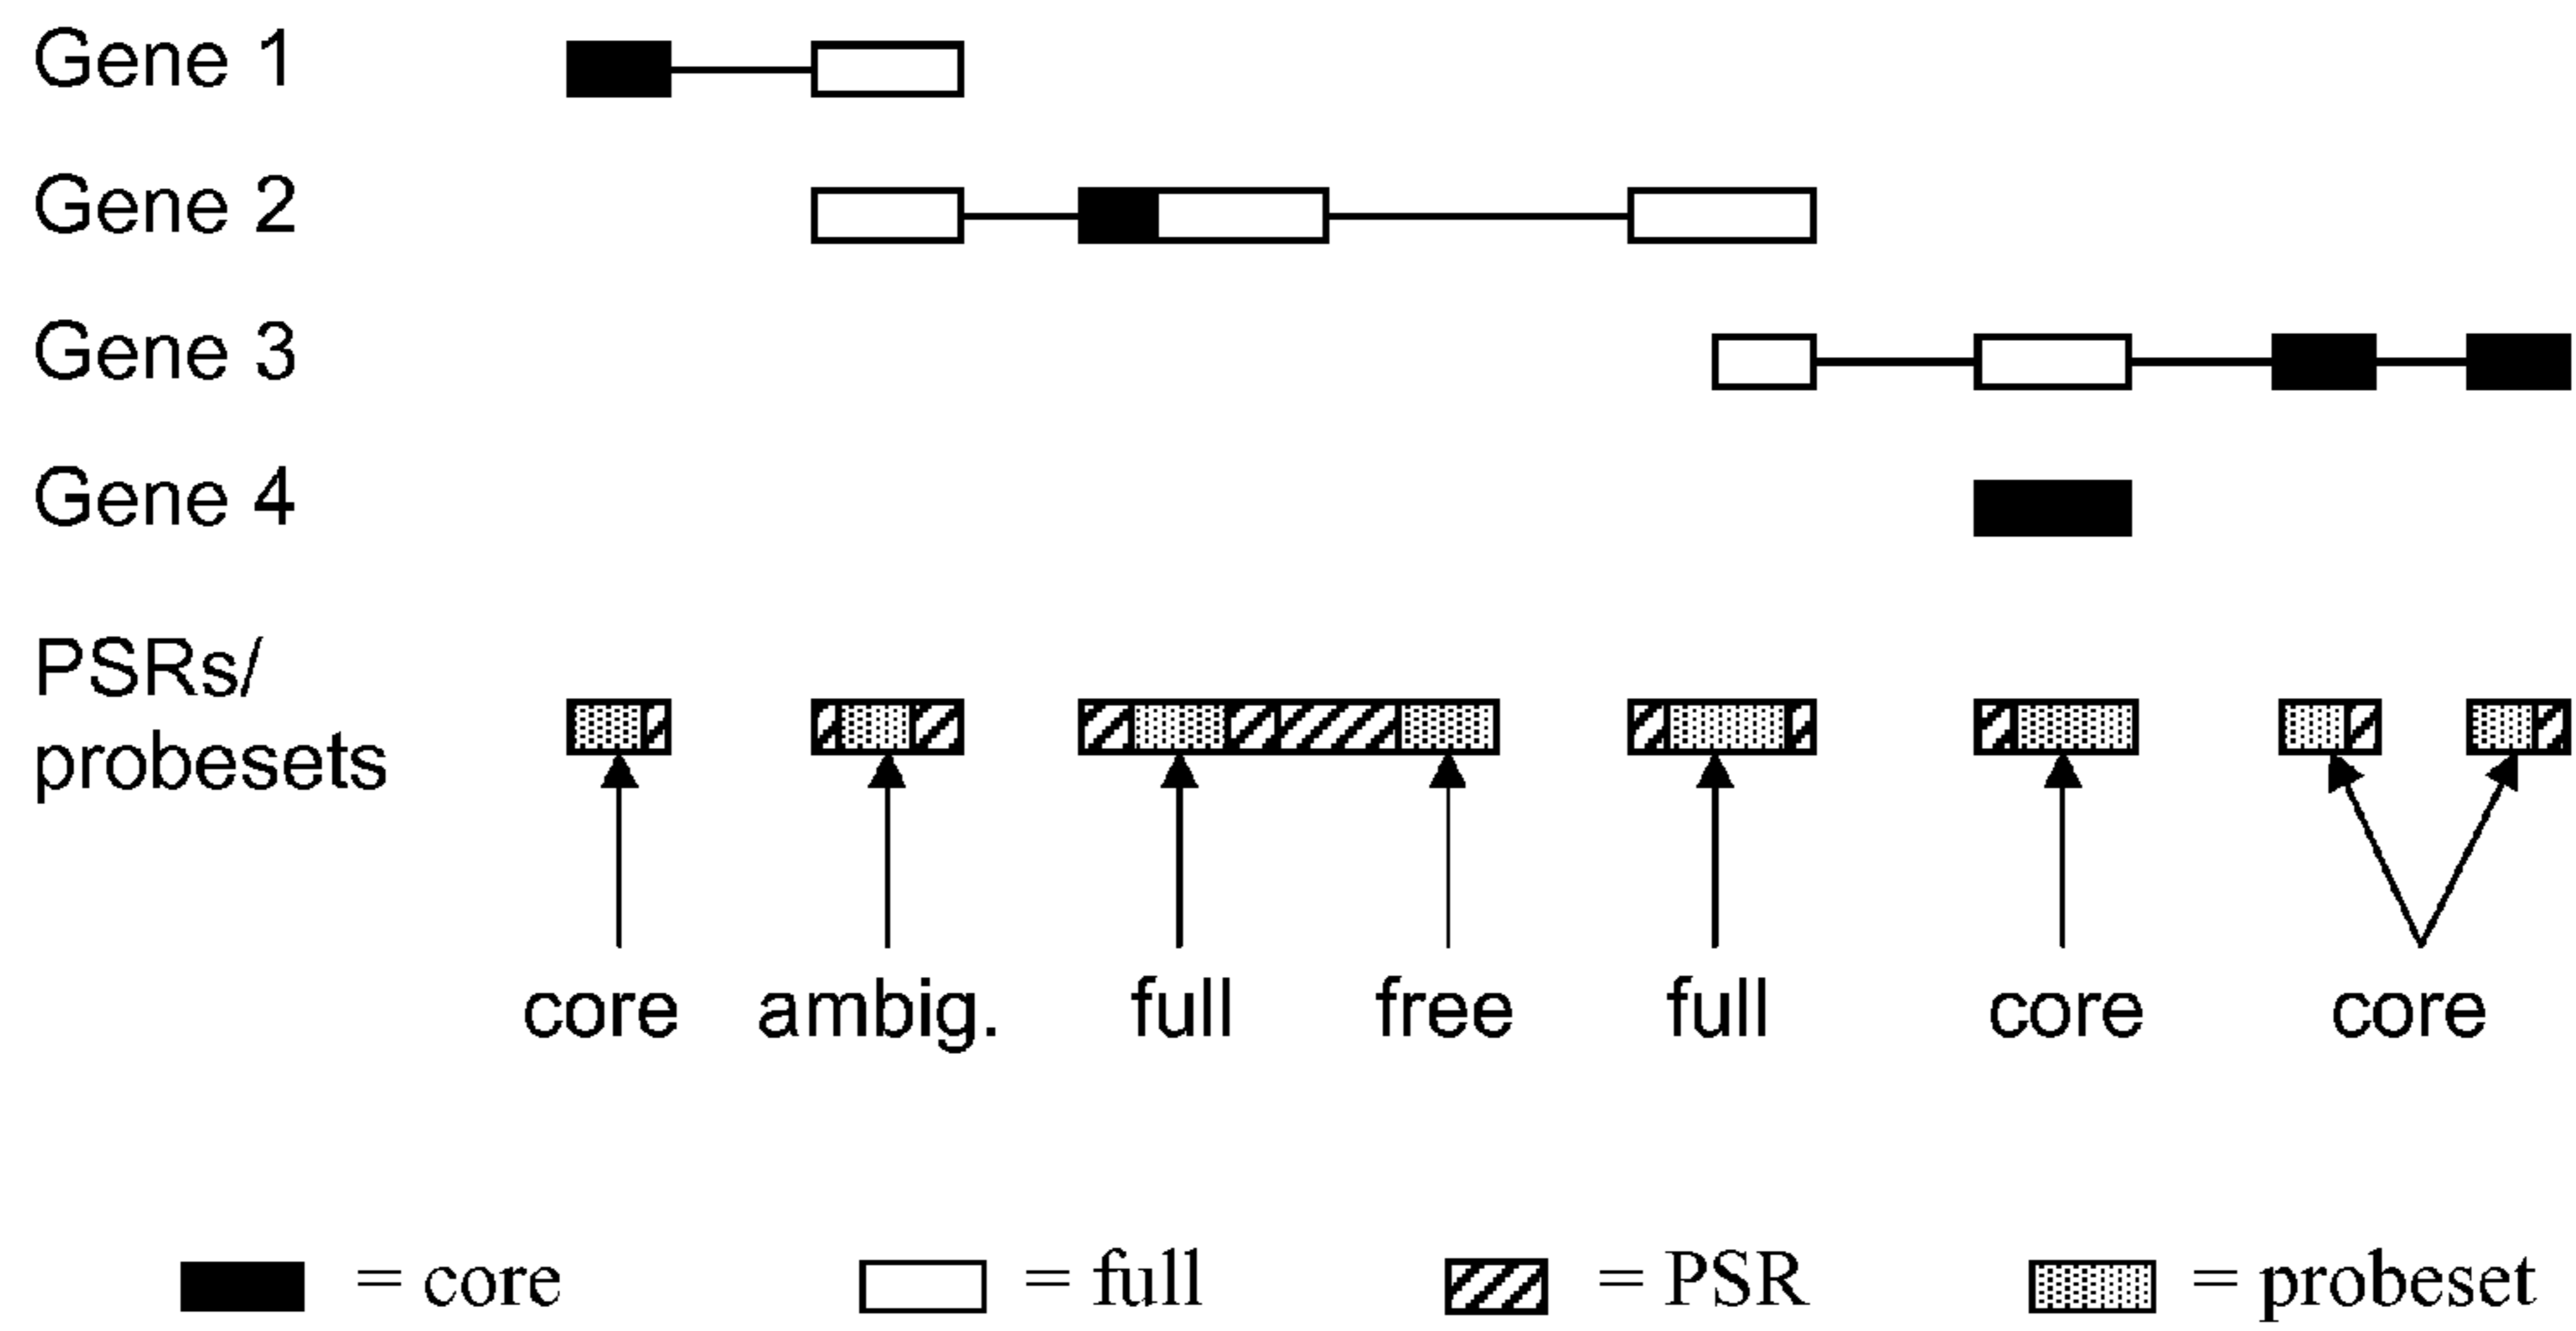 Gene 1
Gene 2
Gene 3
Gene 4
PSRs/
probesets
core ambig. full free full core core
= core = full = PSR = probeset